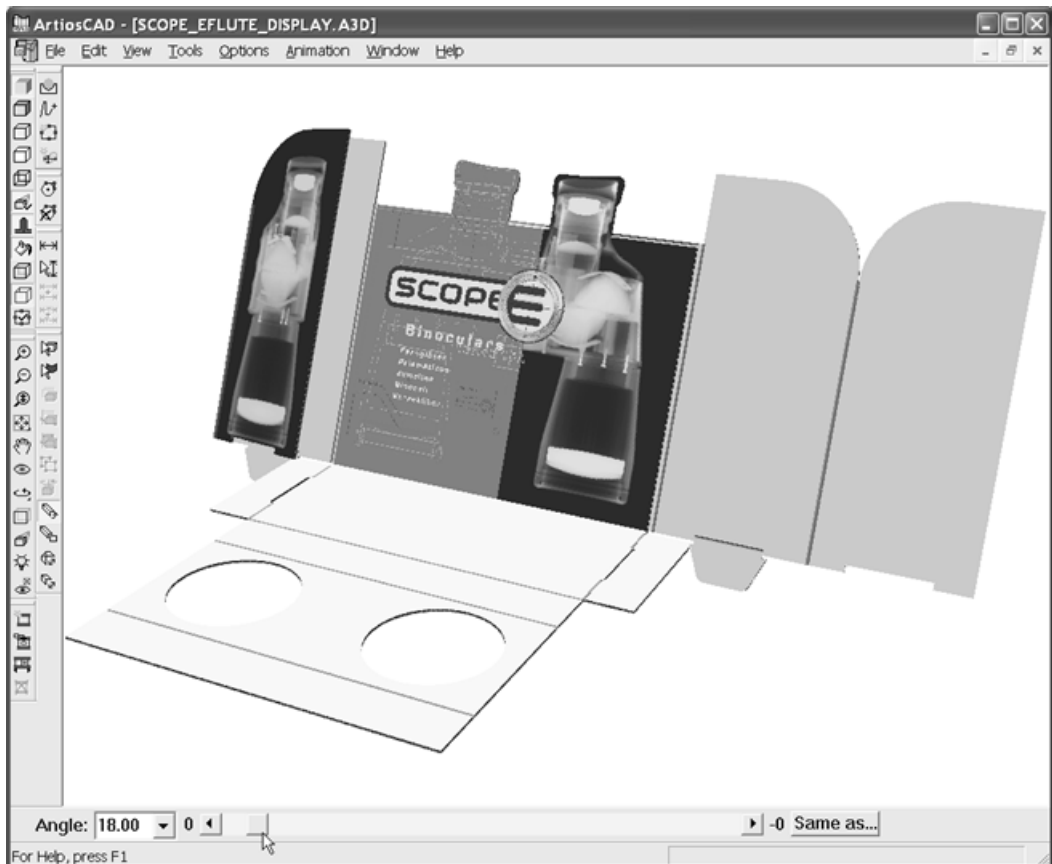 ArtiosCAD - [SCOPE_EFLUTE_DISPLAY.A3D]
File Edit View Tools Options Animation Window Help
SCOPE
Binoculars
Angle: 18.00 0 -0 Same as...
For Help, press F1